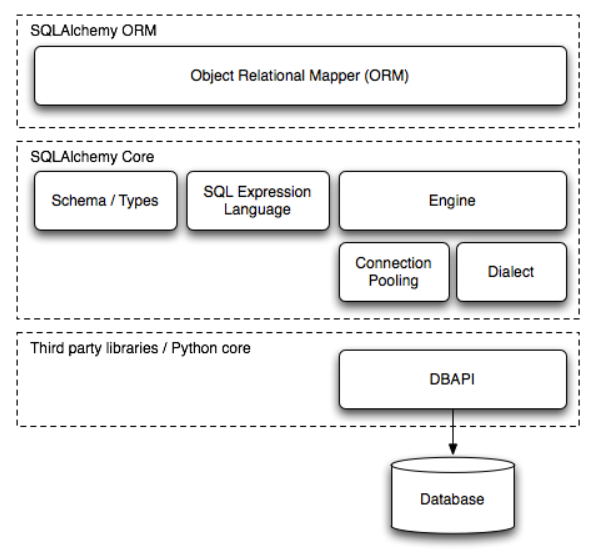 SQLAlchemy ORM
Object Relational Mapper (ORM)
SQLAlchemy Core
Schema / Types
SQL Expression
Language
Engine
Connection
Pooling
Dialect
Third party libraries / Python core
DBAPI
Database